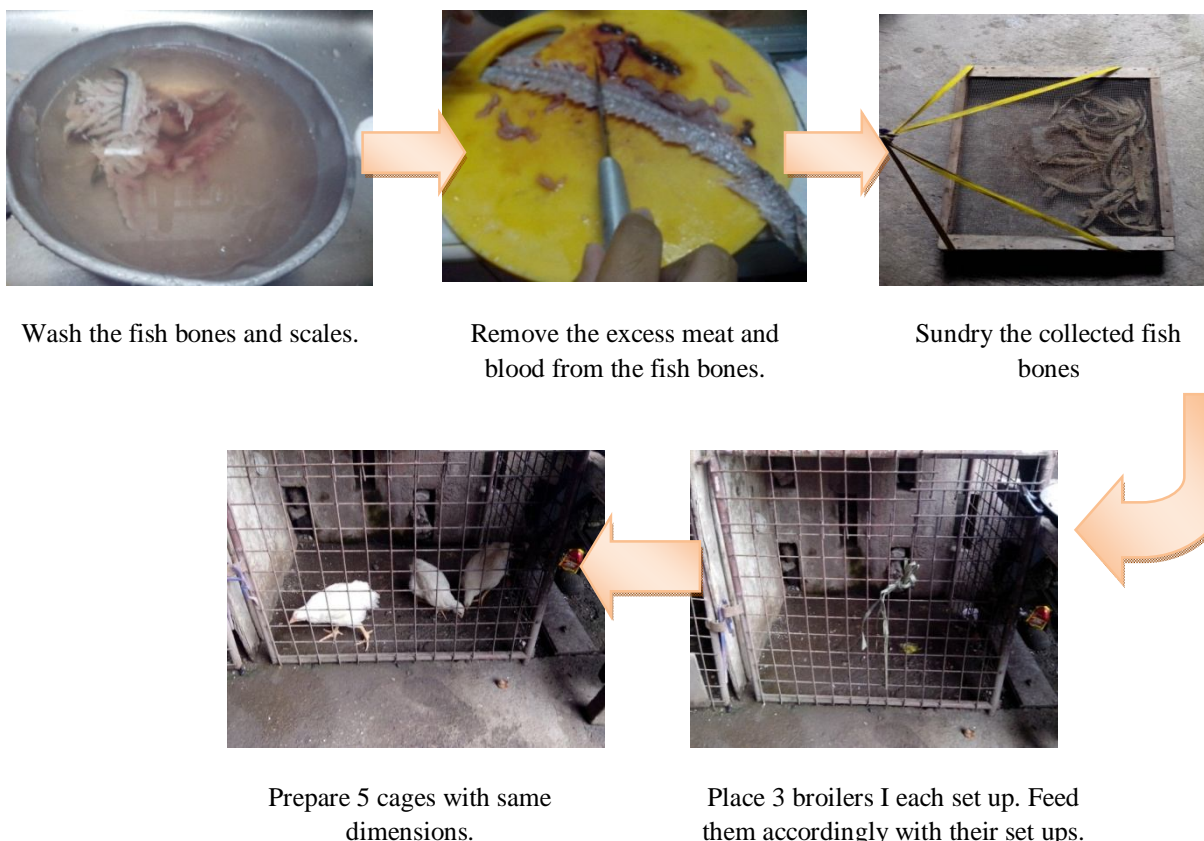 Wash the fish bones and scales.
Remove the excess meat and
blood from the fish bones.
Sundry the collected fish
bones
Prepare 5 cages with same
dimensions.
Place 3 broilers I each set up. Feed
them accordingly with their set ups.